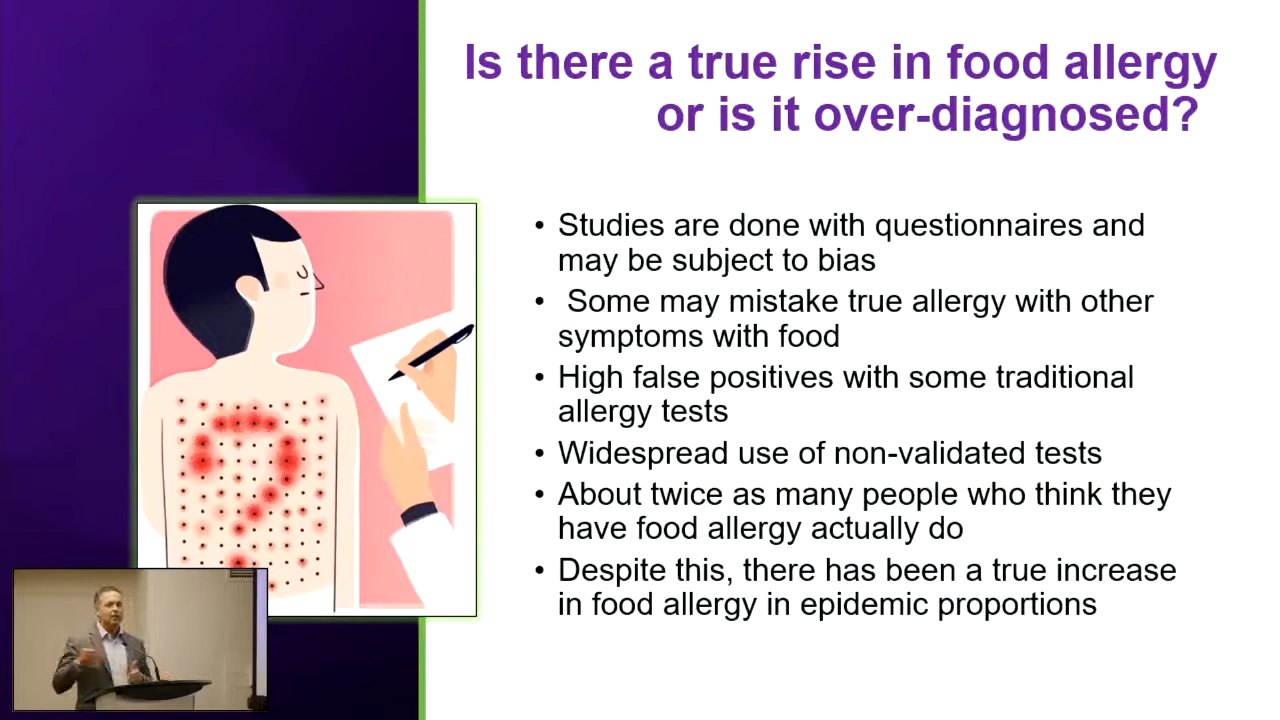 Is there a true rise in food allergy
or is it over-diagnosed?
• Studies are done with questionnaires and
may be subject to bias
• Some may mistake true allergy with other
symptoms with food
• High false positives with some traditional
allergy tests
• Widespread use of non-validated tests
• About twice as many people who think they
have food allergy actually do
• Despite this, there has been a true increase
in food allergy in epidemic proportions